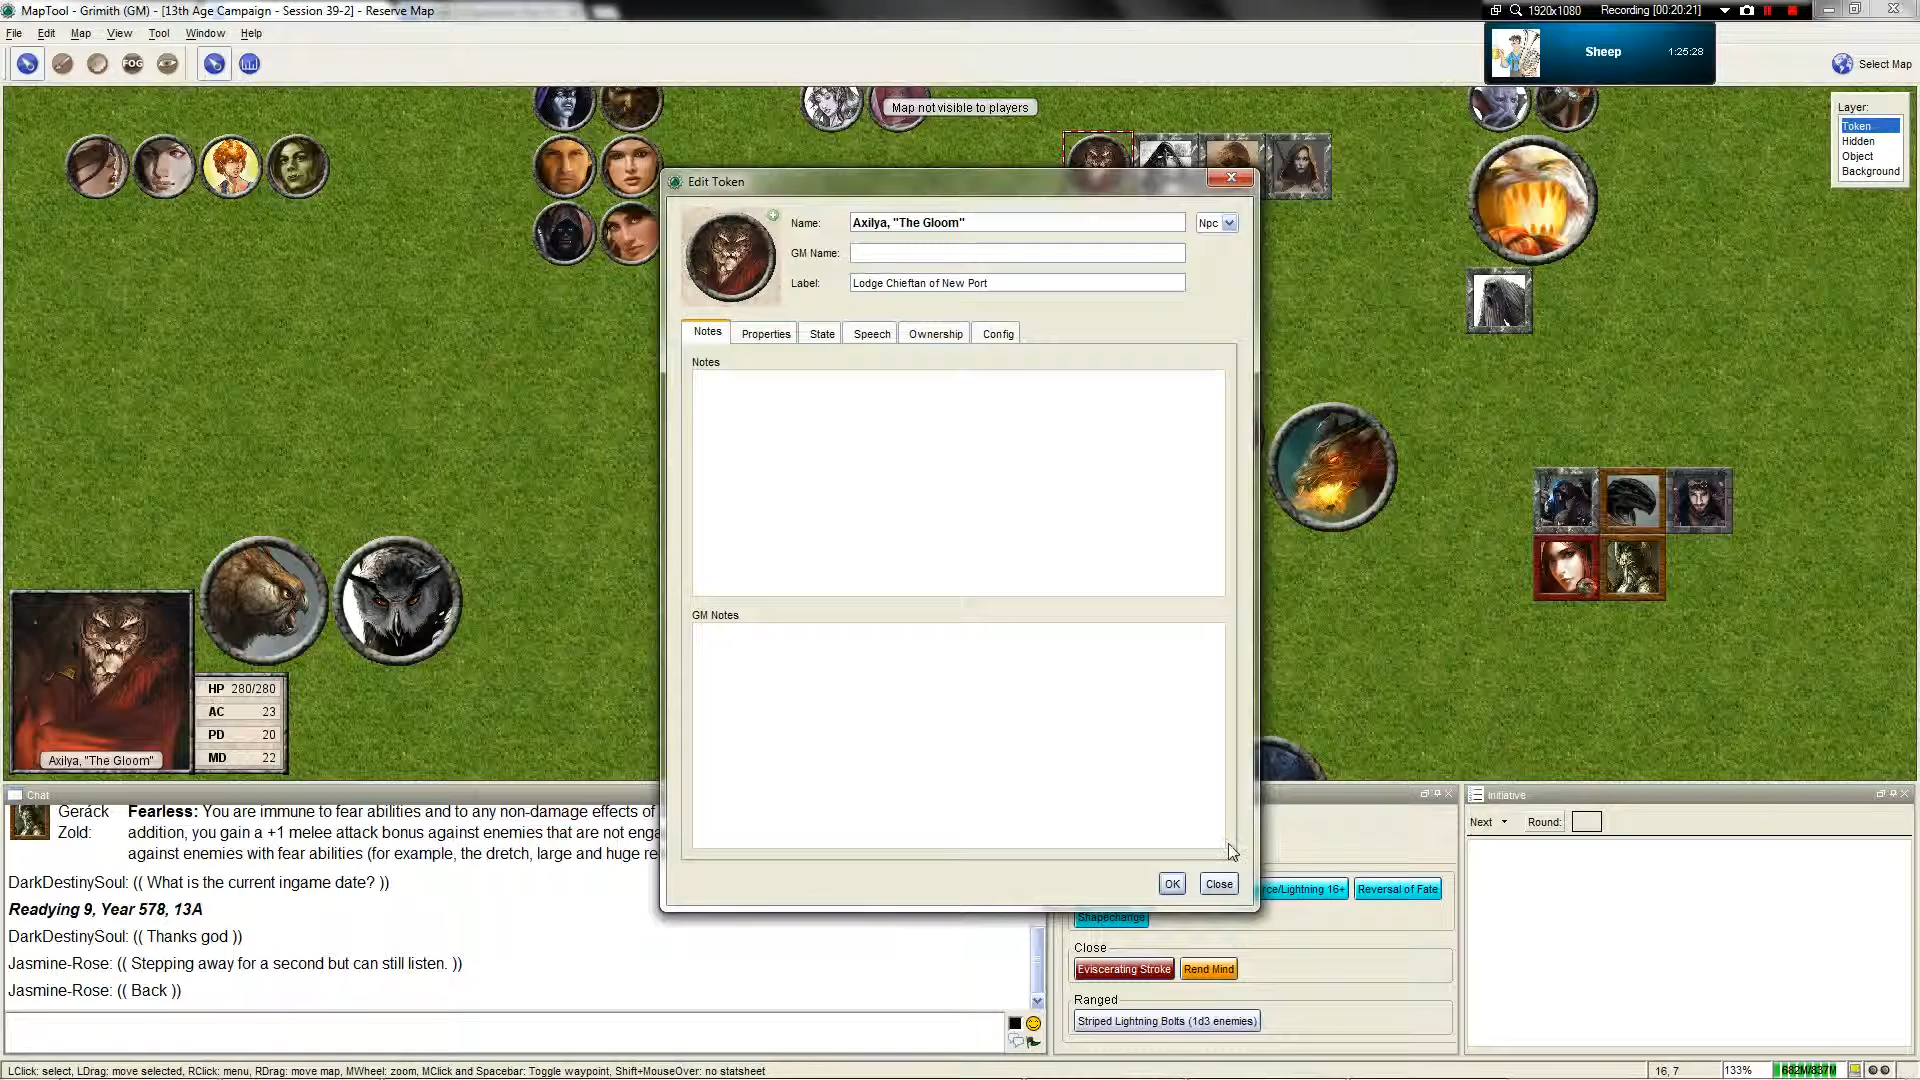 MapTool - Grimith (GM) - [13th Age Campaign - Session 39-2] - Reserve Map
1920x1080
Recording [00:20:21]
File Edit Map View Tool Window Help
Sheep
1:25:28
FOG
Select Map
Map not visible to players
Layer:
Token
Hidden
Object
Background
Edit Token
Name:
Axilya, "The Gloom"
Npc
GM Name:
Label:
Lodge Chieftan of New Port
Notes
Properties
State
Speech
Ownership
Config
Notes
GM Notes
OK
Close
HP 280/280
AC 23
PD 20
MD 22
Axilya, "The Gloom"
Chat
Geráck Zold:
Fearless: You are immune to fear abilities and to any non-damage effects of
addition, you gain a +1 melee attack bonus against enemies that are not enga
against enemies with fear abilities (for example, the dretch, large and huge re
DarkDestinySoul: (( What is the current ingame date? ))
Readying 9, Year 578, 13A
DarkDestinySoul: (( Thanks god ))
Jasmine-Rose: (( Stepping away for a second but can still listen. ))
Jasmine-Rose: (( Back ))
rce/Lightning 16+
Reversal of Fate
Shapechange
Close
Eviscerating Stroke
Rend Mind
Ranged
Striped Lightning Bolts (1d3 enemies)
Initiative
Next
Round:
LClick: select, LDrag: move selected, RClick: menu, RDrag: move map, MWheel: zoom, MClick and Spacebar: Toggle waypoint, Shift+MouseOver: no statsheet
16, 7
133%
682M/837M